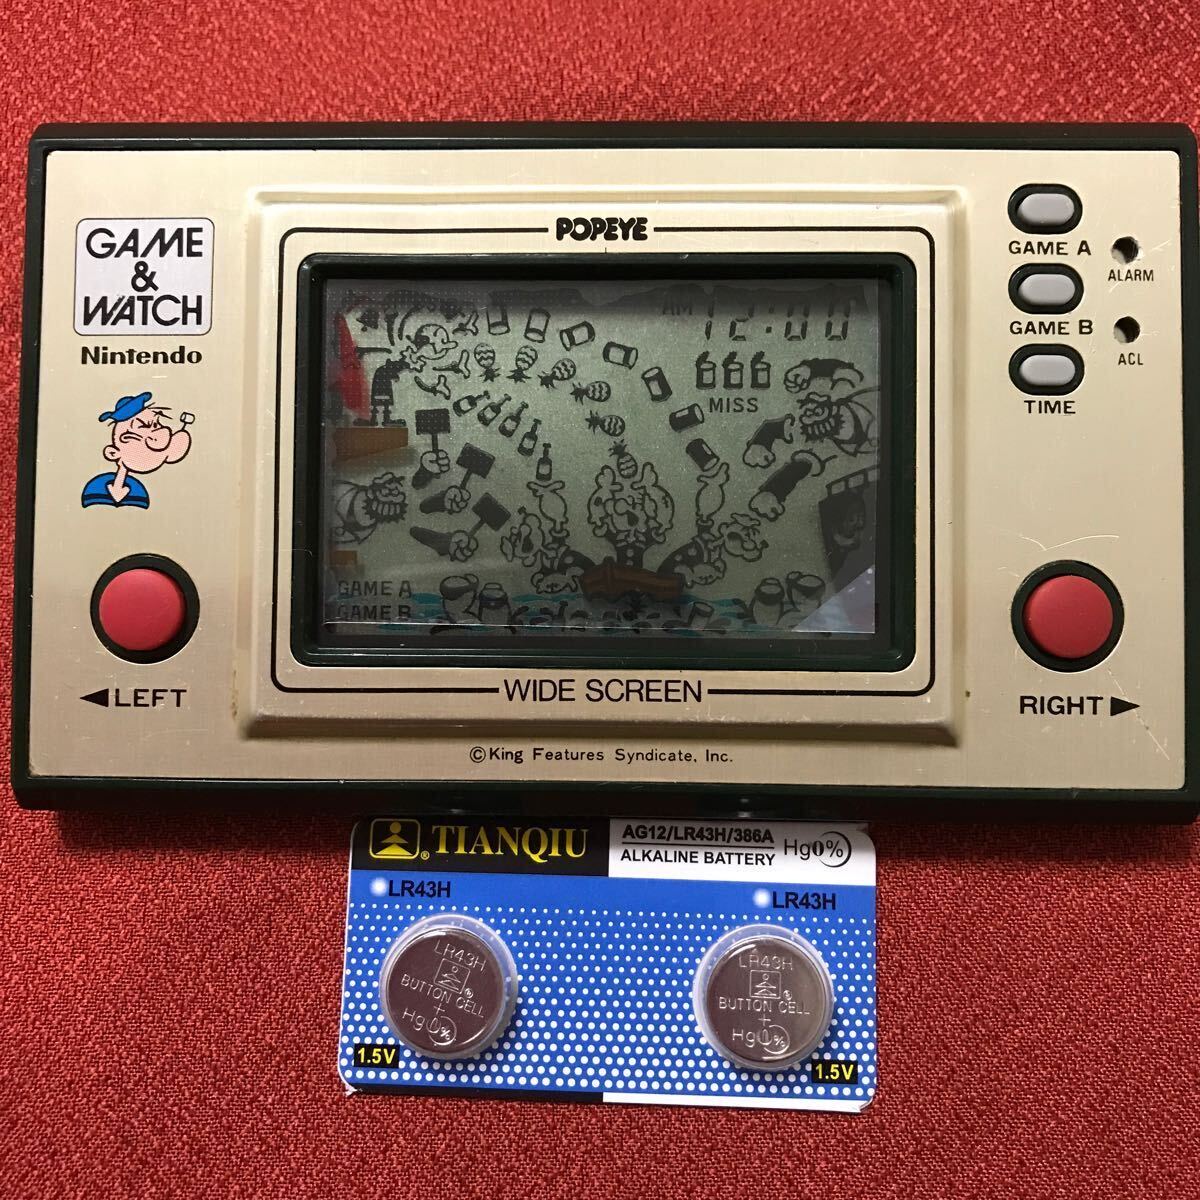 POPEYE
GAME
&
WATCH
Nintendo
AM 12:00
MISS
GAME A
GAME B
GAME A
ALARM
GAME B
ACL
TIME
◀LEFT
RIGHT▶
WIDE SCREEN
©King Features Syndicate, Inc.
TIANQIU
AG12/LR43H/386A
ALKALINE BATTERY
Hg0%
LR43H
LR43H
LR43H
BUTTON CELL
+
Hg0%
LR43H
BUTTON CELL
+
Hg0%
1.5V
1.5V